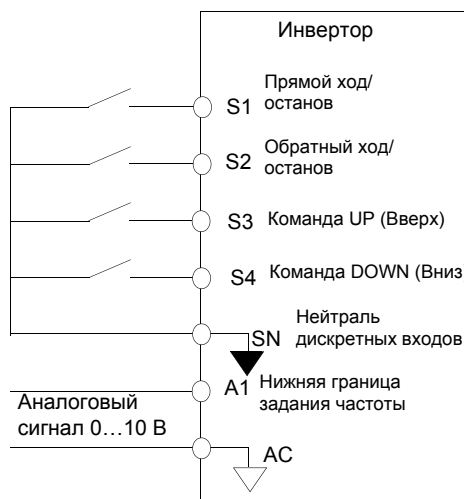 Инвертор
S1 Прямой ход/
останов
S2 Обратный ход/
останов
S3 Команда UP (Вверх)
S4 Команда DOWN (Вниз)
SN Нейтраль
дискретных входов
A1 Нижняя граница
задания частоты
Аналоговый
сигнал 0...10 В
AC